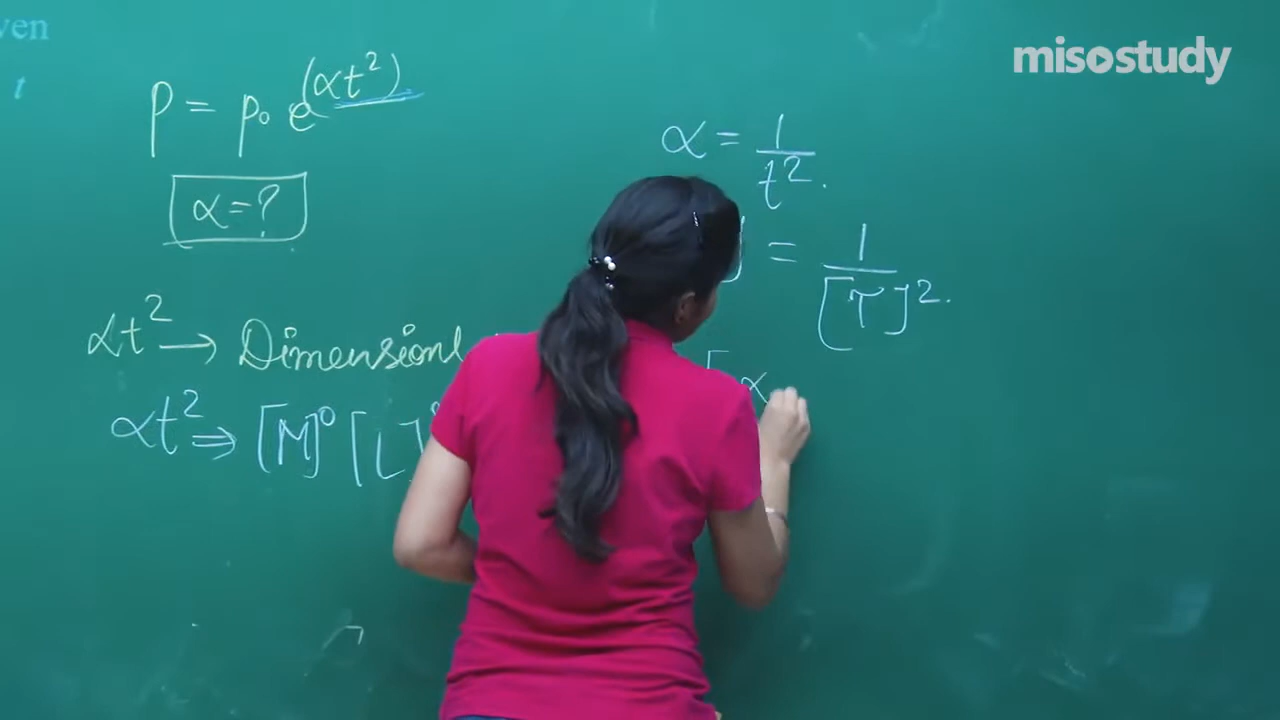 ven
t
misostudy
p = p₀ e^(αt²)
α = ?
αt² → Dimensionl
αt² ⇒ [M]⁰ [L]
α = 1/t².
] = 1/[T]².
[α